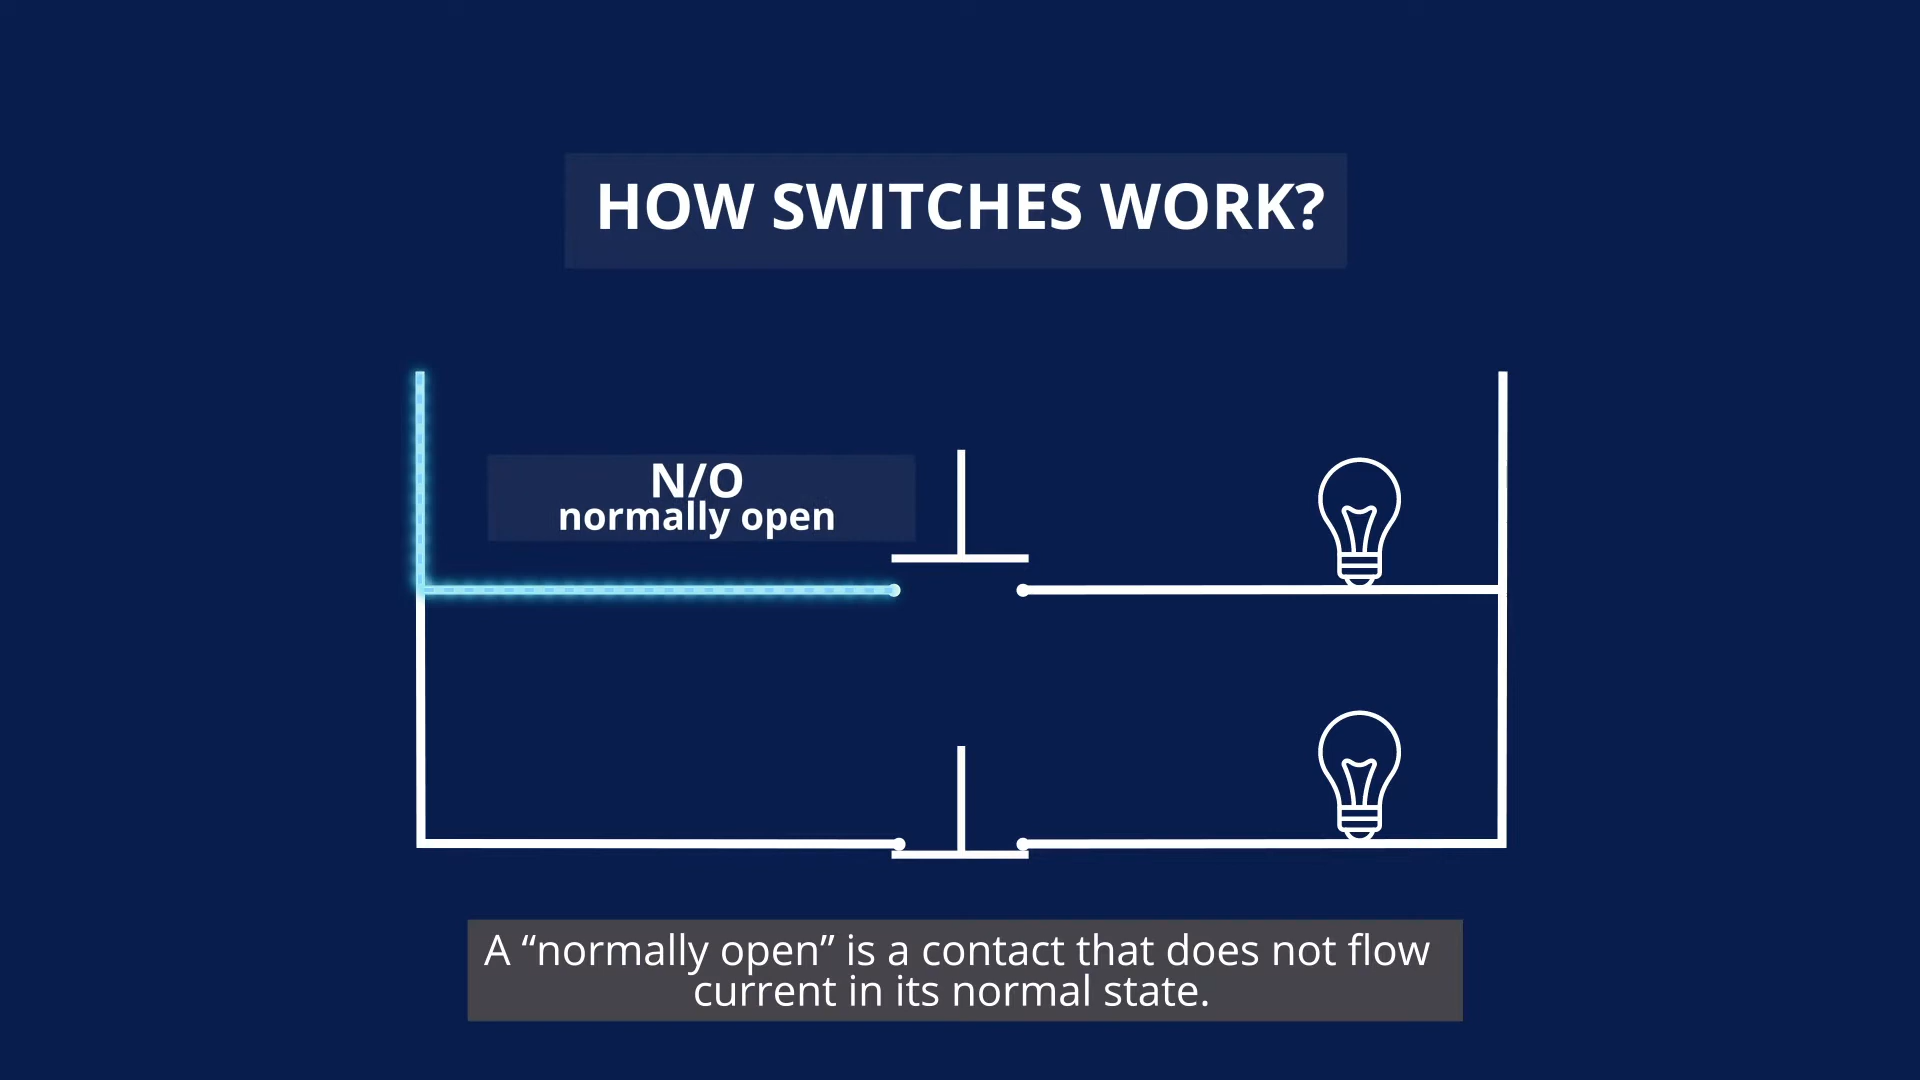 HOW SWITCHES WORK?
N/O
normally open
A “normally open” is a contact that does not flow
current in its normal state.